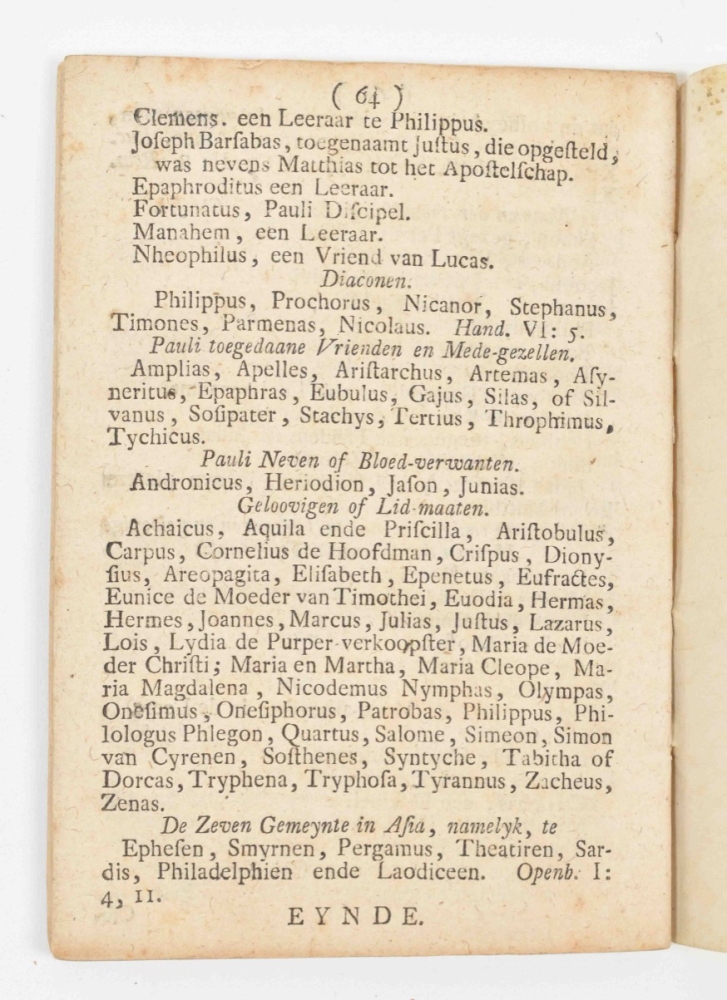 ( 64 )
Clemens. een Leeraar te Philippus.
Joſeph Barſabas, toegenaamt Juſtus, die opgeſteld,
was nevens Matthias tot het Apoſtelſchap.
Epaphroditus een Leeraar.
Fortunatus, Pauli Diſcipel.
Manahem, een Leeraar.
Nheophilus, een Vriend van Lucas.
Diaconen.
Philippus, Prochorus, Nicanor, Stephanus,
Timones, Parmenas, Nicolaus. Hand. VI: 5.
Pauli toegedaane Vrienden en Mede-gezellen.
Amplias, Apelles, Ariſtarchus, Artemas, Aſy-
neritus, Epaphras, Eubulus, Gajus, Silas, of Sil-
vanus, Soſipater, Stachys, Tertius, Throphimus,
Tychicus.
Pauli Neven of Bloed-verwanten.
Andronicus, Heriodion, Jaſon, Junias.
Geloovigen of Lid-maaten.
Achaicus, Aquila ende Priſcilla, Ariſtobulus,
Carpus, Cornelius de Hoofdman, Criſpus, Diony-
ſius, Areopagita, Eliſabeth, Epenetus, Eufractes,
Eunice de Moeder van Timothei, Euodia, Hermas,
Hermes, Joannes, Marcus, Julias, Juſtus, Lazarus,
Lois, Lydia de Purper-verkoopſter, Maria de Moe-
der Chriſti; Maria en Martha, Maria Cleope, Ma-
ria Magdalena, Nicodemus Nymphas, Olympas,
Oneſimus, Oneſiphorus, Patrobas, Philippus, Phi-
lologus Phlegon, Quartus, Salome, Simeon, Simon
van Cyrenen, Soſthenes, Syntyche, Tabitha of
Dorcas, Tryphena, Tryphoſa, Tyrannus, Zacheus,
Zenas.
De Zeven Gemeynte in Aſia, namelyk, te
Epheſen, Smyrnen, Pergamus, Theatiren, Sar-
dis, Philadelphien ende Laodiceen. Openb. I:
4, 11.
EYNDE.